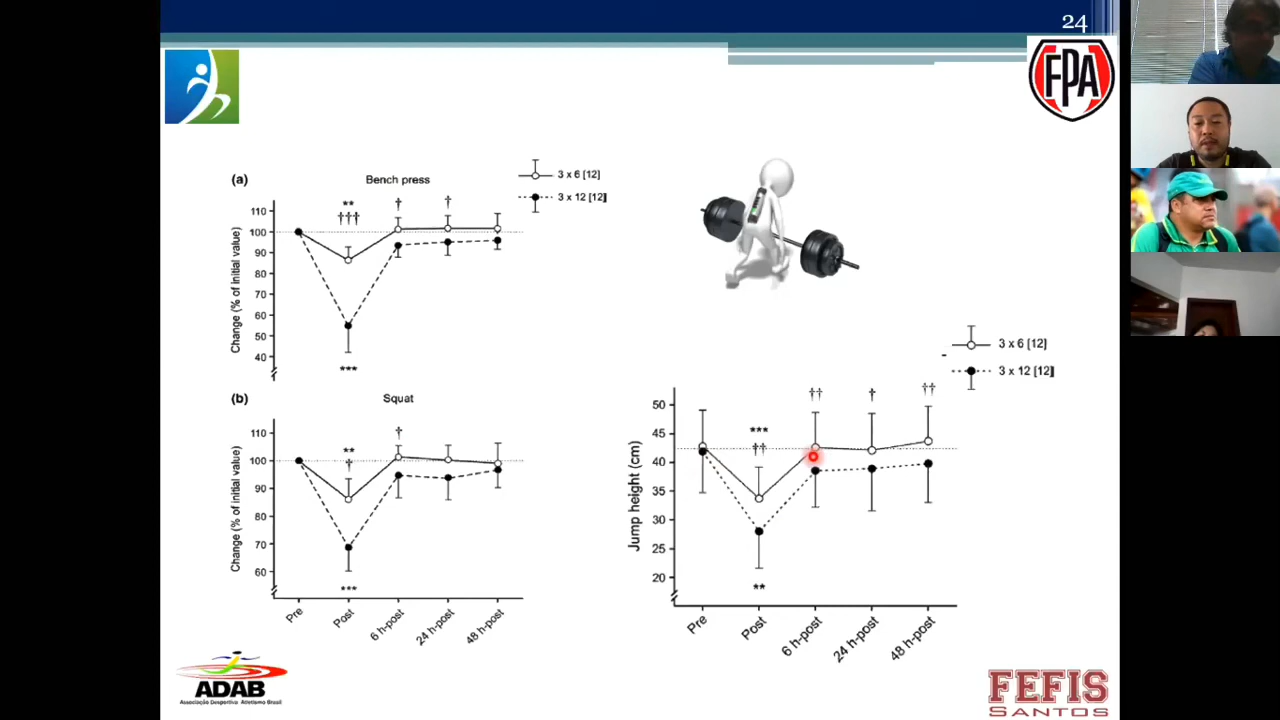 24
FPA
(a)
Bench press
3 x 6 [12]
3 x 12 [12]
**
†††
†
†
110
100
90
80
70
60
50
40
Change (% of initial value)
***
(b)
Squat
110
100
90
80
70
60
Change (% of initial value)
**
†
†
***
Pre
Post
6 h-post
24 h-post
48 h-post
3 x 6 [12]
3 x 12 [12]
50
45
40
35
30
25
20
Jump height (cm)
***
††
††
†
††
**
Pre
Post
6 h-post
24 h-post
48 h-post
ADAB
Associação Desportiva Atletismo Brasil
FEFIS
SANTOS